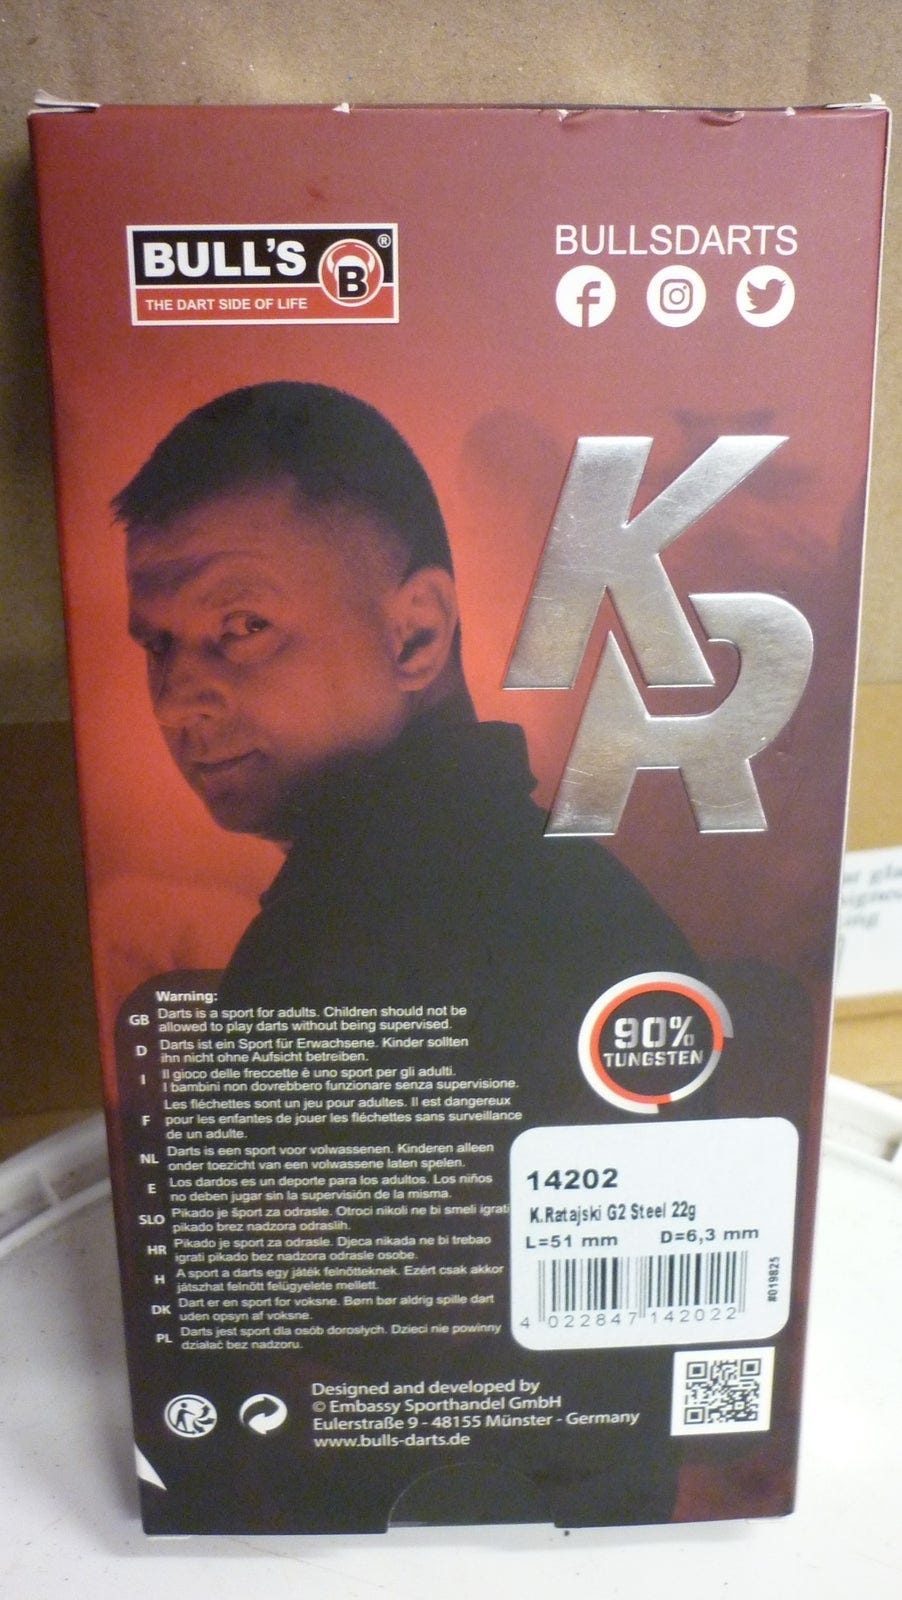 BULL'S
B
®
THE DART SIDE OF LIFE
BULLSDARTS
KR
Warning:
GB Darts is a sport for adults. Children should not be
allowed to play darts without being supervised.
D Darts ist ein Sport für Erwachsene. Kinder sollten
ihn nicht ohne Aufsicht betreiben.
I Il gioco delle freccette è uno sport per gli adulti.
I bambini non dovrebbero funzionare senza supervisione.
F Les fléchettes sont un jeu pour adultes. Il est dangereux
pour les enfantes de jouer les fléchettes sans surveillance
de un adulte.
NL Darts is een sport voor volwassenen. Kinderen alleen
onder toezicht van een volwassene laten spelen.
E Los dardos es un deporte para los adultos. Los niños
no deben jugar sin la supervisión de la misma.
SLO Pikado je šport za odrasle. Otroci nikoli ne bi smeli igrati
pikado brez nadzora odraslih.
HR Pikado je sport za odrasle. Djeca nikada ne bi trebao
igrati pikado bez nadzora odrasle osobe.
H A sport a darts egy játék felnőtteknek. Ezért csak akkor
játszhat felnőtt felügyelete mellett.
DK Dart er en sport for voksne. Børn bør aldrig spille dart
uden opsyn af voksne.
PL Darts jest sport dla osób dorosłych. Dzieci nie powinny
działać bez nadzoru.
90%
TUNGSTEN
14202
K.Ratajski G2 Steel 22g
L=51 mm D=6,3 mm
4 022847 142022
#019825
Designed and developed by
© Embassy Sporthandel GmbH
Eulerstraße 9 - 48155 Münster - Germany
www.bulls-darts.de